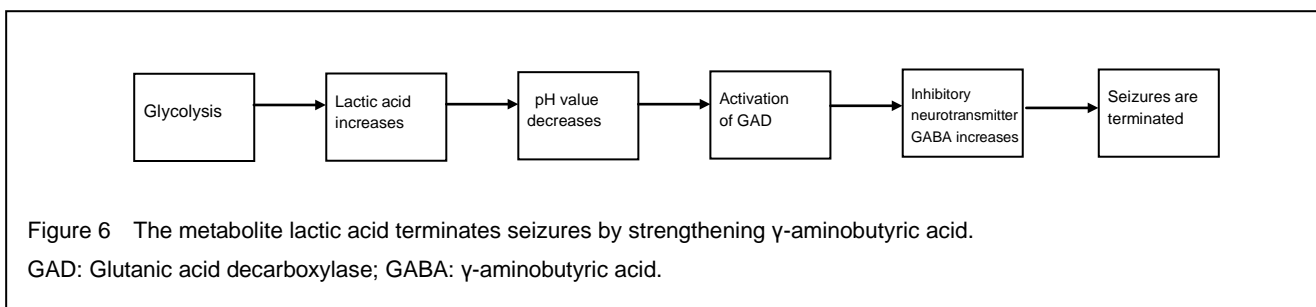 Glycolysis
Lactic acid
increases
pH value
decreases
Activation
of GAD
Inhibitory
neurotransmitter
GABA increases
Seizures are
terminated
Figure 6 The metabolite lactic acid terminates seizures by strengthening γ-aminobutyric acid.
GAD: Glutanic acid decarboxylase; GABA: γ-aminobutyric acid.